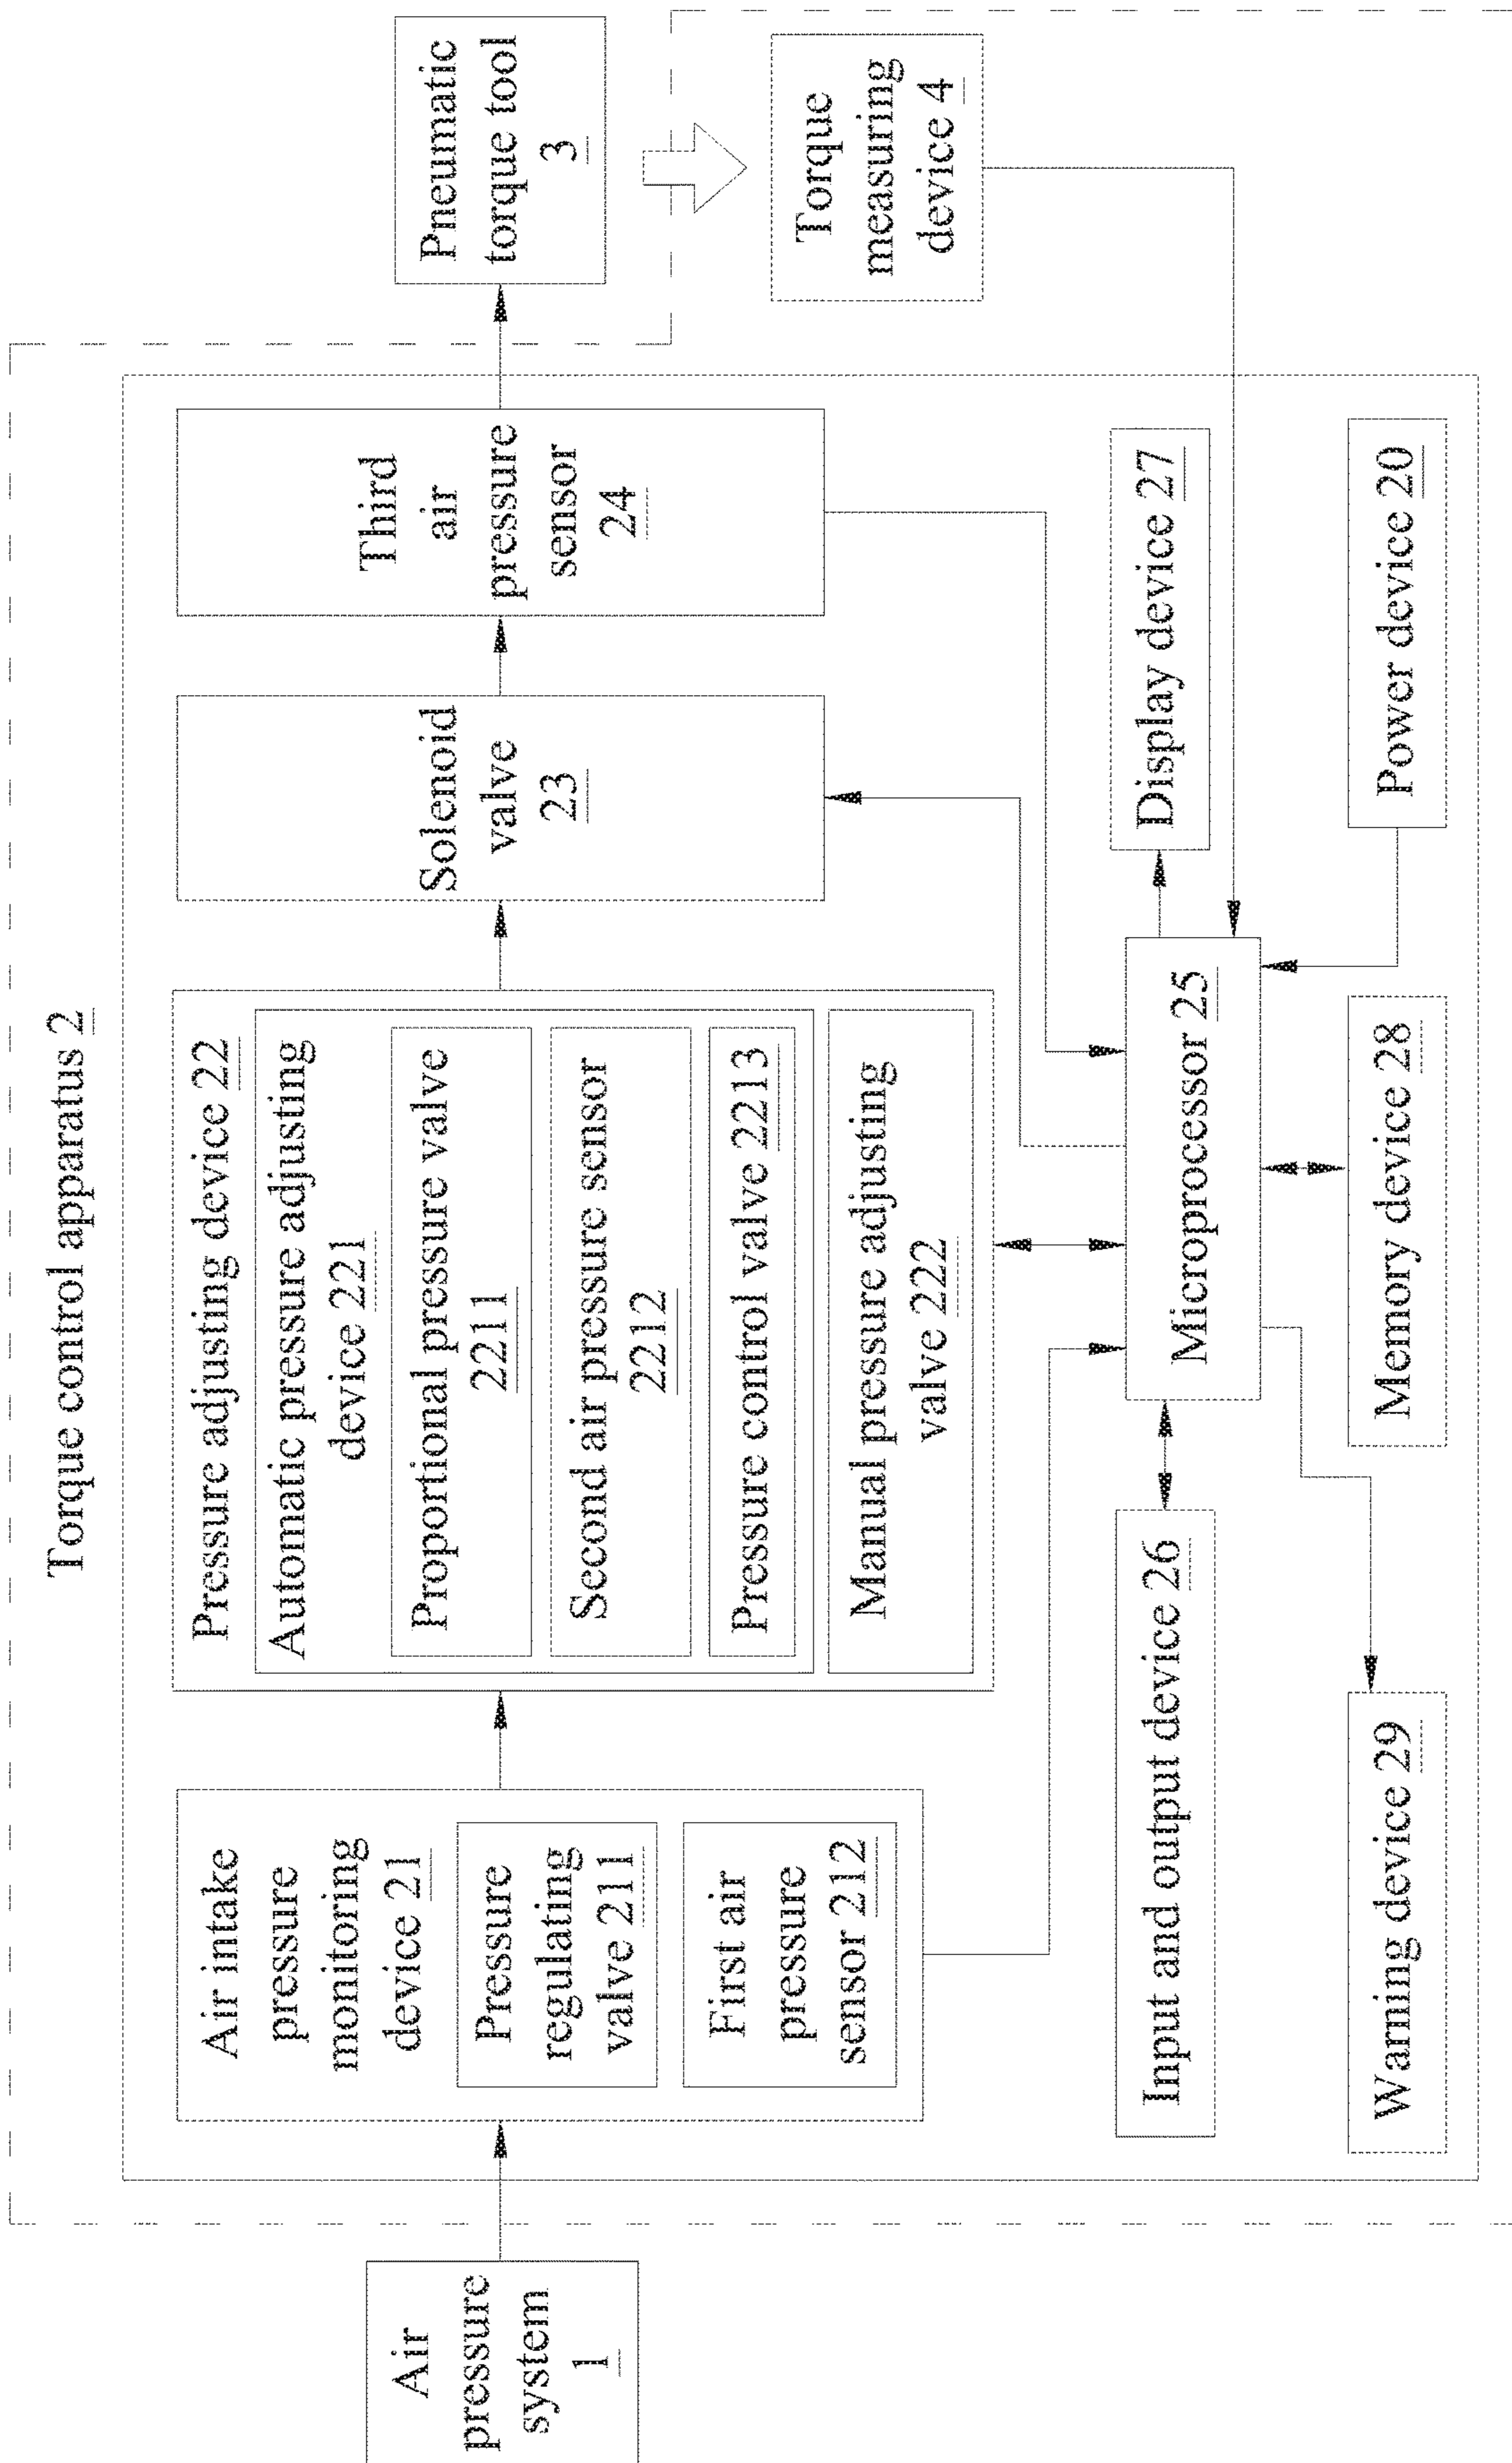 Torque control apparatus 2
Air
pressure
system
1
Air intake
pressure
monitoring
device 21
Pressure
regulating
valve 211
First air
pressure
sensor 212
Pressure adjusting device 22
Automatic pressure adjusting
device 221
Proportional pressure valve
2211
Second air pressure sensor
2212
Pressure control valve 2213
Manual pressure adjusting
valve 222
Solenoid
valve
23
Third
air
pressure
sensor
24
Pneumatic
torque tool
3
Torque
measuring
device 4
Input and output device 26
Microprocessor 25
Display device 27
Warning device 29
Memory device 28
Power device 20